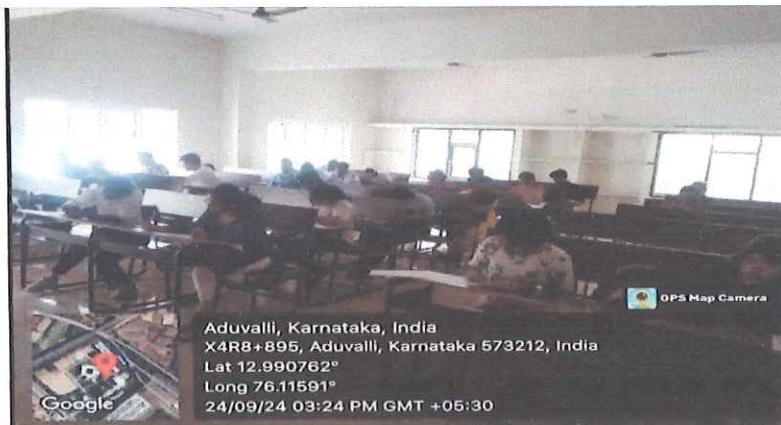 GPS Map Camera
Aduvalli, Karnataka, India
X4R8+895, Aduvalli, Karnataka 573212, India
Lat 12.990762°
Long 76.11591°
24/09/24 03:24 PM GMT +05:30
Google